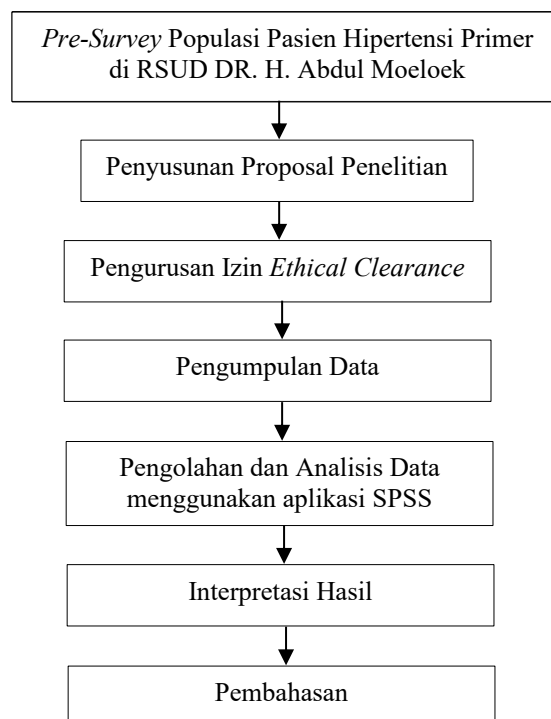 Pre-Survey Populasi Pasien Hipertensi Primer
di RSUD DR. H. Abdul Moeloek
Penyusunan Proposal Penelitian
Pengurusan Izin Ethical Clearance
Pengumpulan Data
Pengolahan dan Analisis Data
menggunakan aplikasi SPSS
Interpretasi Hasil
Pembahasan